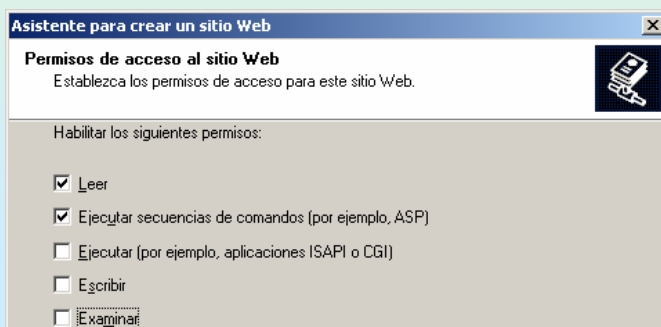 Asistente para crear un sitio Web
Permisos de acceso al sitio Web
Establezca los permisos de acceso para este sitio Web.
Habilitar los siguientes permisos:
Leer
Ejecutar secuencias de comandos (por ejemplo, ASP)
Ejecutar (por ejemplo, aplicaciones ISAPI o CGI)
Escribir
Examinar